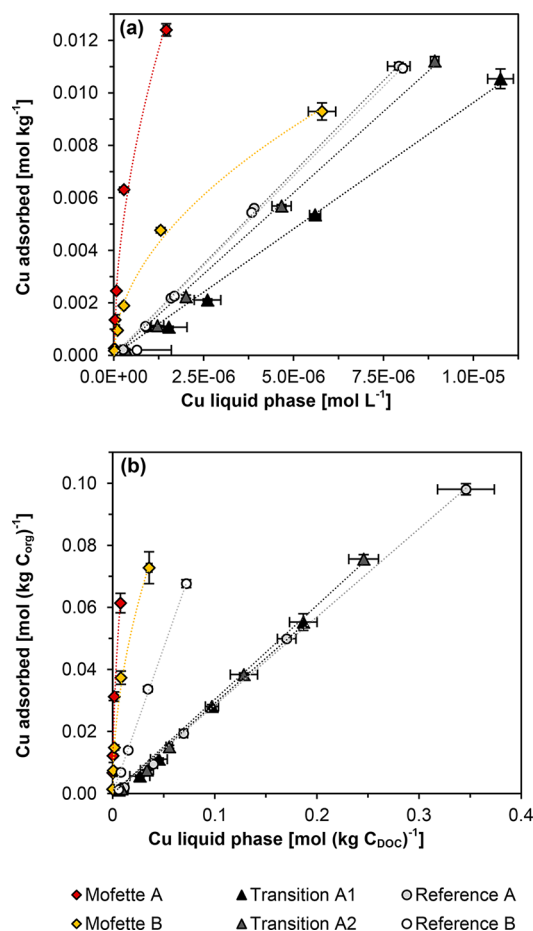 (a)
Cu adsorbed [mol kg⁻¹]
0.012
0.010
0.008
0.006
0.004
0.002
0.000
0.0E+00 2.5E-06 5.0E-06 7.5E-06 1.0E-05
Cu liquid phase [mol L⁻¹]
(b)
Cu adsorbed [mol (kg Corg)⁻¹]
0.10
0.08
0.06
0.04
0.02
0.00
0 0.1 0.2 0.3 0.4
Cu liquid phase [mol (kg CDOC)⁻¹]
Mofette A Transition A1 Reference A
Mofette B Transition A2 Reference B